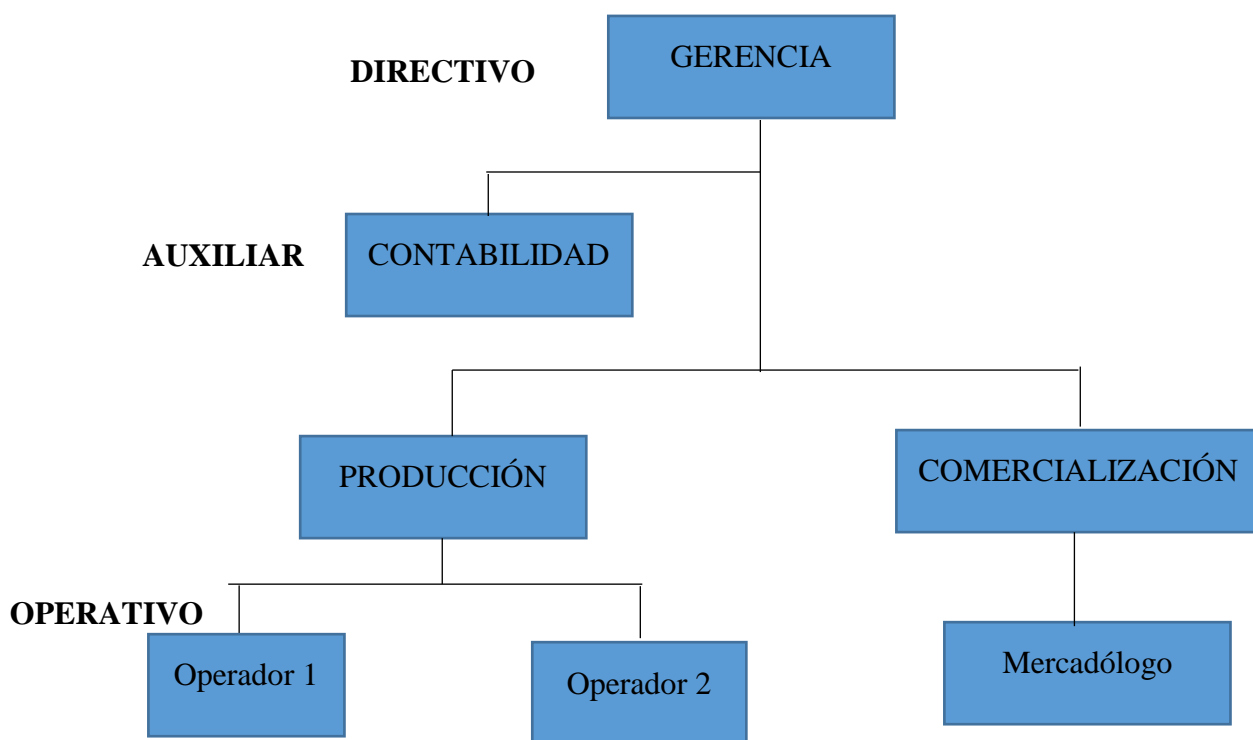 GERENCIA
DIRECTIVO
AUXILIAR
CONTABILIDAD
PRODUCCIÓN
COMERCIALIZACIÓN
OPERATIVO
Operador 1
Operador 2
Mercadólogo